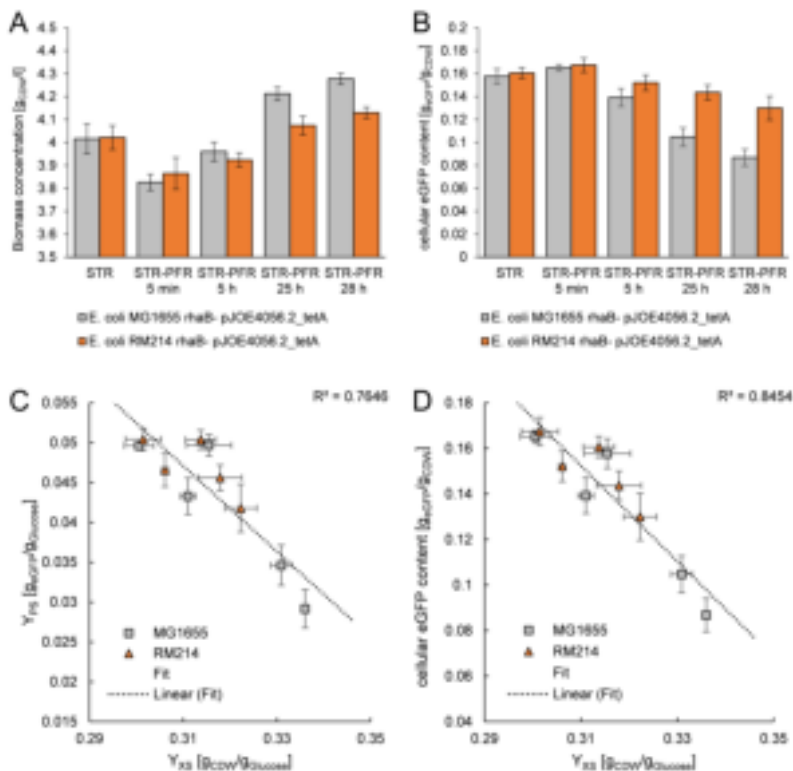 A
Biomass concentration [gCDW/l]
4.5
4.4
4.3
4.2
4.1
4
3.9
3.8
3.7
3.6
3.5
STR
STR-PFR
5 min
STR-PFR
5 h
STR-PFR
25 h
STR-PFR
28 h
E. coli MG1655 rhaB- pJOE4056.2_tetA
E. coli RM214 rhaB- pJOE4056.2_tetA
B
cellular eGFP content [geGFP/gCDW]
0.2
0.18
0.16
0.14
0.12
0.1
0.08
0.06
0.04
0.02
0
STR
STR-PFR
5 min
STR-PFR
5 h
STR-PFR
25 h
STR-PFR
28 h
E. coli MG1655 rhaB- pJOE4056.2_tetA
E. coli RM214 rhaB- pJOE4056.2_tetA
C
R² = 0.7646
YPS [geGFP/gGlucose]
0.055
0.05
0.045
0.04
0.035
0.03
0.025
0.02
0.015
MG1655
RM214
Fit
Linear (Fit)
0.29
0.31
0.33
0.35
YXS [gCDW/gGlucose]
D
R² = 0.8454
cellular eGFP content [geGFP/gCDW]
0.18
0.16
0.14
0.12
0.1
0.08
0.06
0.04
MG1655
RM214
Fit
Linear (Fit)
0.29
0.31
0.33
0.35
YXS [gCDW/gGlucose]